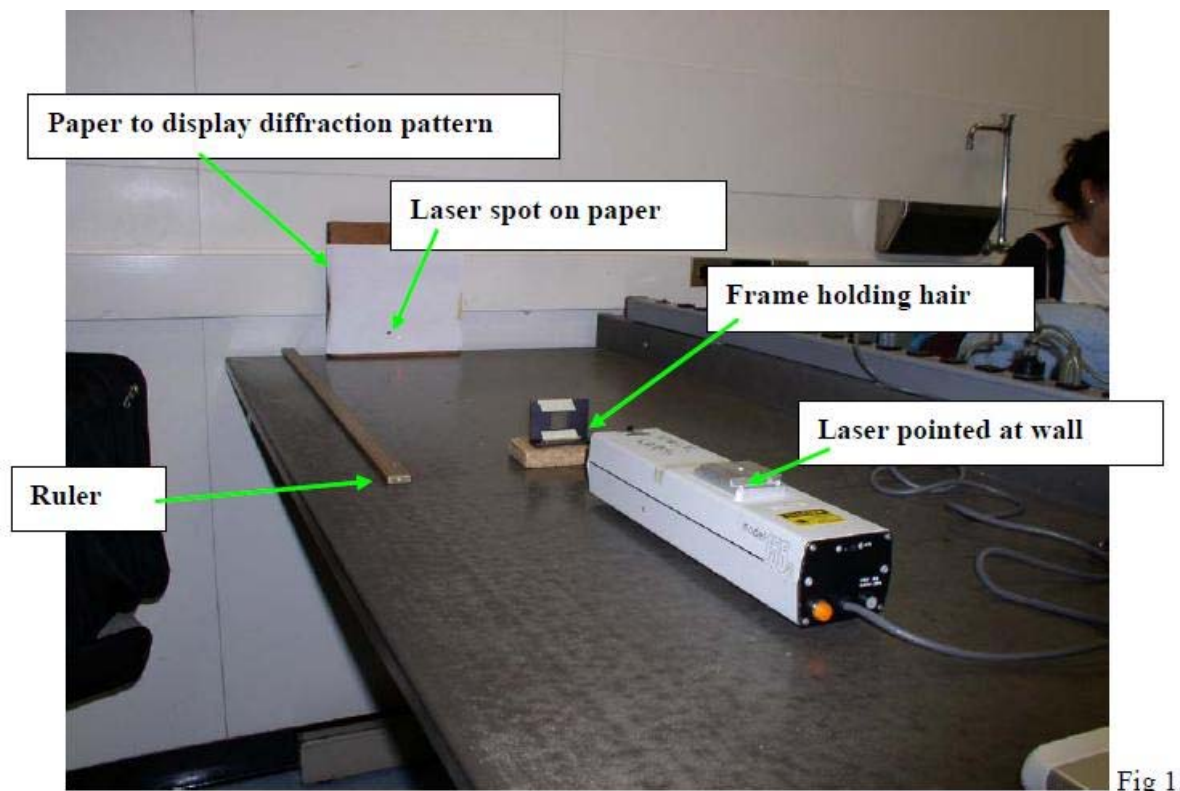 Paper to display diffraction pattern
Laser spot on paper
Frame holding hair
Laser pointed at wall
Ruler
model
Fig 1